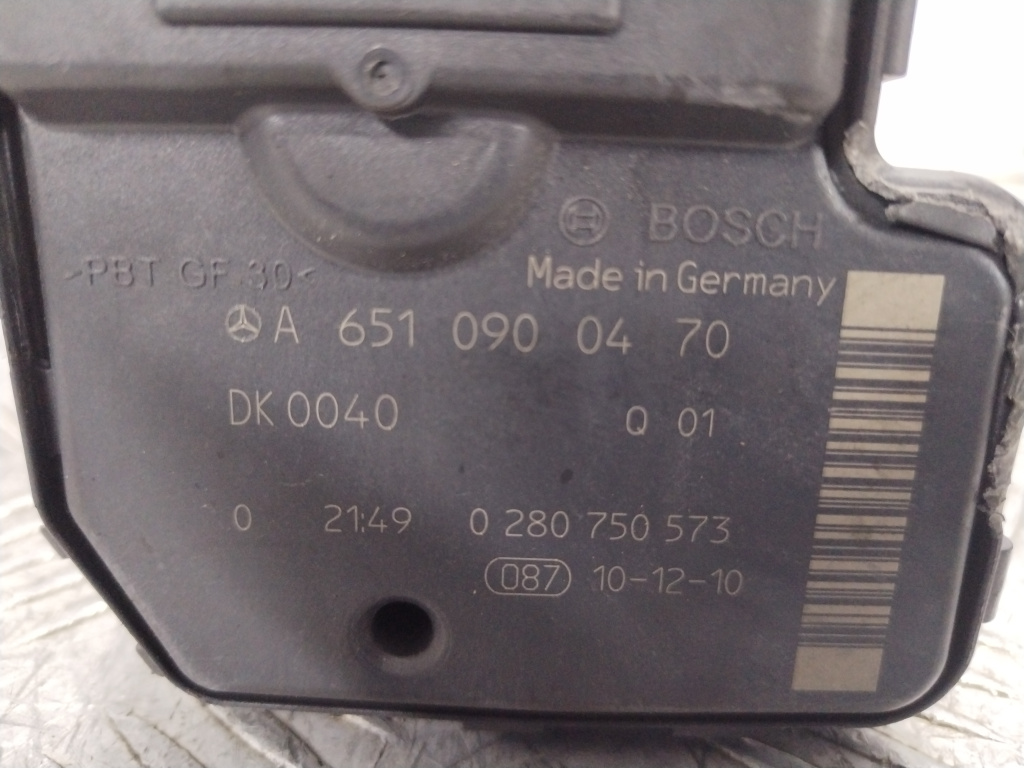 BOSCH
Made in Germany
>PBT GF 30<
A 651 090 04 70
DK 0040 Q 01
0 21:49 0 280 750 573
087 10-12-10